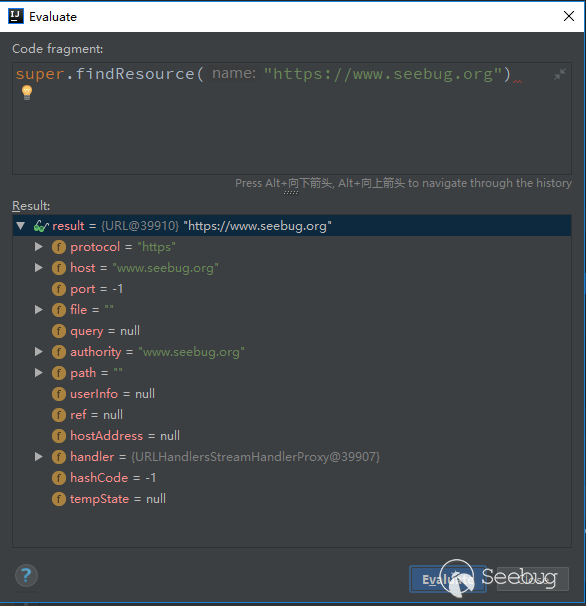 Evaluate
Code fragment:
super.findResource( name: "https://www.seebug.org")
Press Alt+向下箭头, Alt+向上箭头 to navigate through the history
Result:
result = {URL@39910} "https://www.seebug.org"
f protocol = "https"
f host = "www.seebug.org"
f port = -1
f file = ""
f query = null
f authority = "www.seebug.org"
f path = ""
f userInfo = null
f ref = null
f hostAddress = null
f handler = {URLHandlersStreamHandlerProxy@39907}
f hashCode = -1
f tempState = null
? Evaluate Close
Seebug